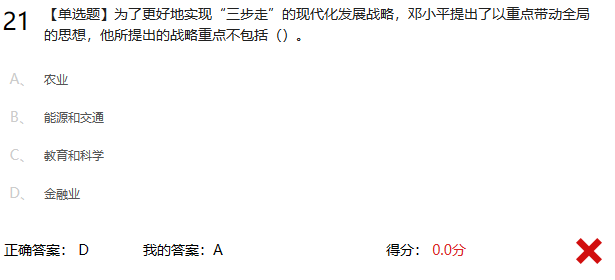 21 【单选题】为了更好地实现“三步走”的现代化发展战略，邓小平提出了以重点带动全局
的思想，他所提出的战略重点不包括（）。
A、 农业
B、 能源和交通
C、 教育和科学
D、 金融业
正确答案： D 我的答案：A 得分： 0.0分